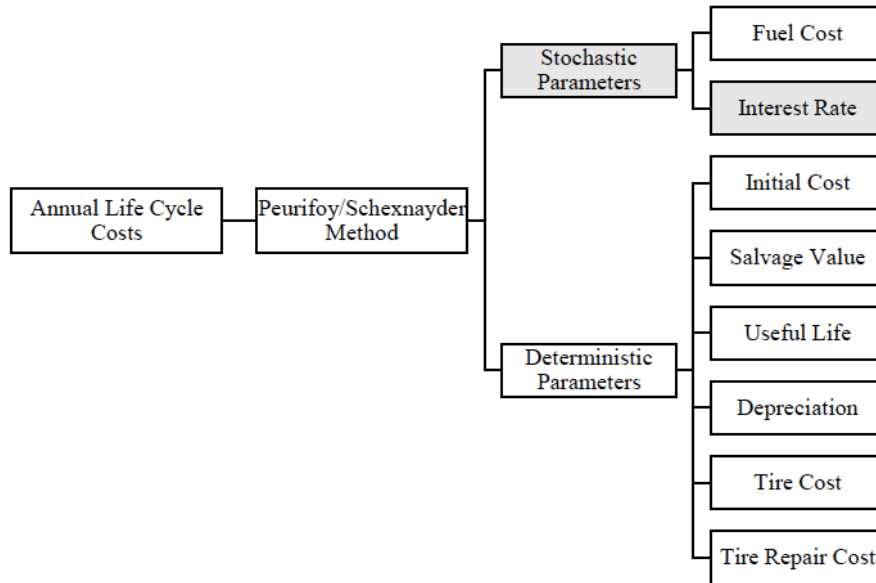 Fuel Cost
Stochastic
Parameters
Interest Rate
Initial Cost
Annual Life Cycle
Costs
Peurifoy/Schexnayder
Method
Salvage Value
Useful Life
Deterministic
Parameters
Depreciation
Tire Cost
Tire Repair Cost